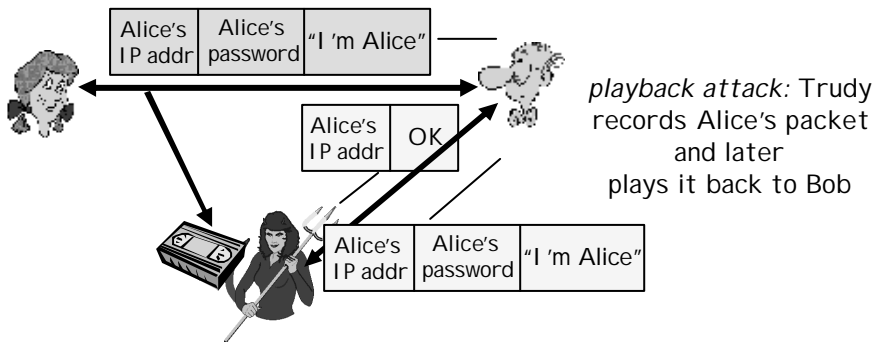 Alice's
IP addr
Alice's
password
"I 'm Alice"
Alice's
IP addr
OK
playback attack: Trudy
records Alice's packet
and later
plays it back to Bob
Alice's
IP addr
Alice's
password
"I 'm Alice"